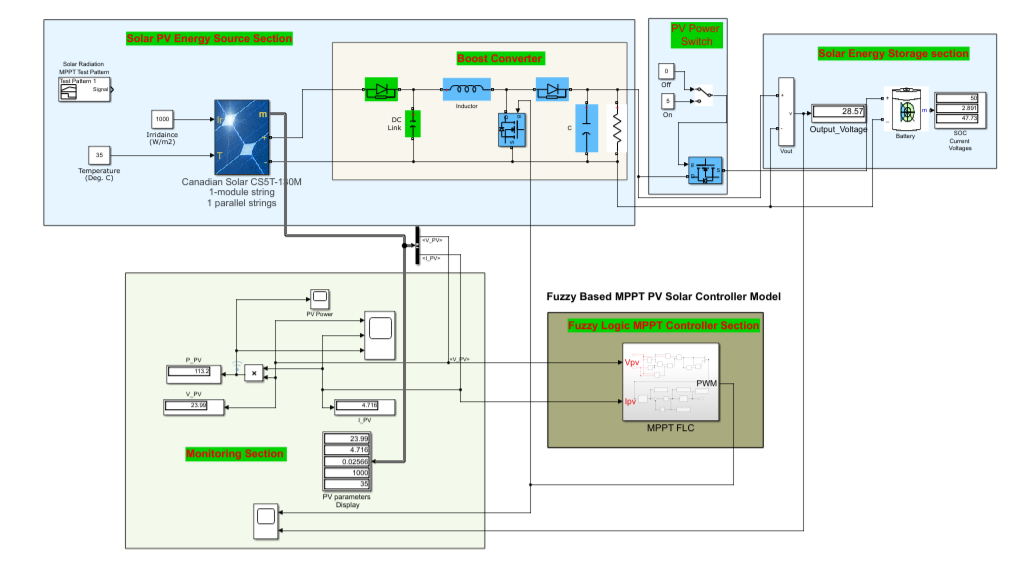 Solar PV Energy Source Section
Solar Radiation
MPPT Test Pattern
Test Pattern 1
Signal
1000
Irridaince
(W/m2)
35
Temperature
(Deg. C)
Ir
T
m
+
-
Canadian Solar CS5T-130M
1-module string
1 parallel strings
Boost Converter
DC
Link
Inductor
C
PV Power
Switch
0
Off
5
On
Solar Energy Storage section
+
-
v
Vout
28.57
Output_Voltage
+
-
m
Battery
50
2.891
47.73
SOC
Current
Voltages
<V_PV>
<I_PV>
PV Power
P_PV
113.2
×
V_PV
23.99
4.716
I_PV
<V_PV>
Monitoring Section
23.99
4.716
0.02566
1000
35
PV parameters
Display
Fuzzy Based MPPT PV Solar Controller Model
Fuzzy Logic MPPT Controller Section
Vpv
Ipv
PWM
MPPT FLC